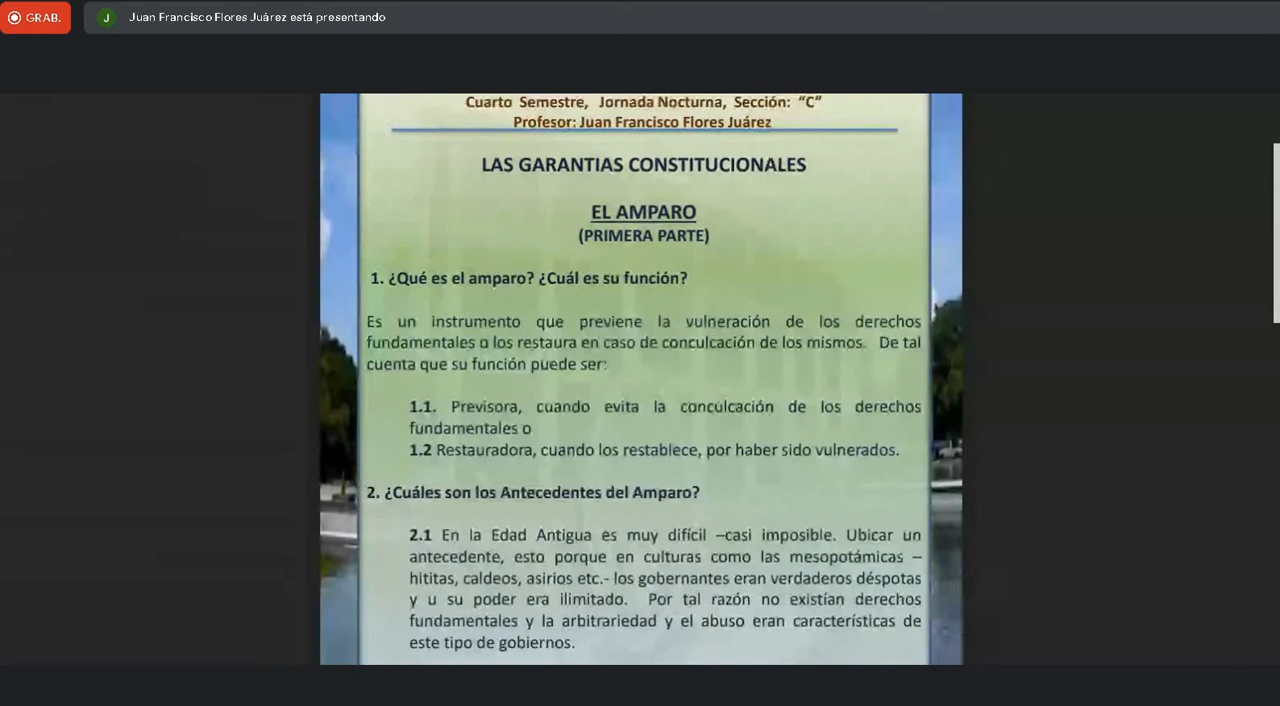 GRAB.
J
Juan Francisco Flores Juárez está presentando
Cuarto Semestre, Jornada Nocturna, Sección: “C”
Profesor: Juan Francisco Flores Juárez
LAS GARANTIAS CONSTITUCIONALES
EL AMPARO
(PRIMERA PARTE)
1. ¿Qué es el amparo? ¿Cuál es su función?
Es un instrumento que previene la vulneración de los derechos
fundamentales o los restaura en caso de conculcación de los mismos. De tal
cuenta que su función puede ser:
1.1. Previsora, cuando evita la conculcación de los derechos
fundamentales o
1.2 Restauradora, cuando los restablece, por haber sido vulnerados.
2. ¿Cuáles son los Antecedentes del Amparo?
2.1 En la Edad Antigua es muy difícil –casi imposible. Ubicar un
antecedente, esto porque en culturas como las mesopotámicas –
hititas, caldeos, asirios etc.- los gobernantes eran verdaderos déspotas
y u su poder era ilimitado. Por tal razón no existían derechos
fundamentales y la arbitrariedad y el abuso eran características de
este tipo de gobiernos.